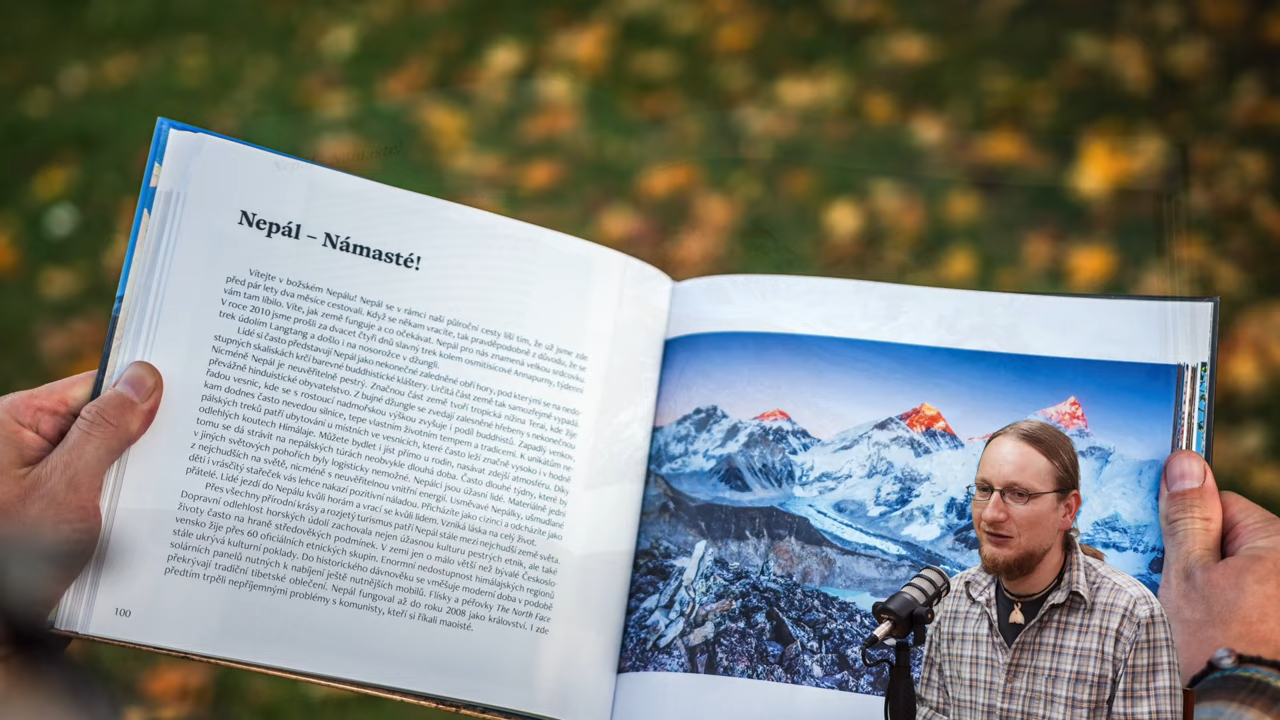 Nepál – Námasté!
Vítejte v božském Nepálu! Nepál se v rámci naší půlroční cesty liší tím, že už jsme zde
před pár lety dva měsíce cestovali. Když se někam vracíte, tak pravděpodobně z důvodu, že se
vám tam líbilo. Víte, jak země funguje a co očekávat. Nepál pro nás znamená velkou srdcovku.
V roce 2010 jsme prošli za dvacet čtyři dnů slavný trek kolem osmitisícové Annapurny, týdenní
trek údolím Langtang a došlo i na nosorožce v džungli.
Lidé si často představují Nepál jako nekonečné zaledněné obří hory, pod kterými se na nedo-
stupných skaliskách krčí barevné buddhistické kláštery. Určitá část země tak samozřejmě vypadá.
Nicméně Nepál je neuvěřitelně pestrý. Značnou část země tvoří tropická nížina Terai, kde žije
převážně hinduistické obyvatelstvo. Z bujné džungle se zvedají zalesněné hřebeny s nekonečnou
řadou vesnic, kde se s rostoucí nadmořskou výškou zvyšuje i podíl buddhistů. Zapadlý venkov,
kam dodnes často nevedou silnice, tepe vlastním životním tempem a tradicemi. K unikátům ne-
pálských treků patří ubytování u místních ve vesnicích, které často leží značně vysoko i v hodně
odlehlých koutech Himálaje. Můžete bydlet i jíst přímo u rodin, nasávat zdejší atmosféru. Díky
tomu se dá strávit na nepálských túrách neobvykle dlouhá doba. Často dlouhé týdny, které by
v jiných světových pohořích byly logisticky nemožné. Nepálci jsou úžasní lidé. Materiálně jedy
z nejchudších na světě, nicméně s neuvěřitelnou vnitřní energií. Usměvavé Nepálky, ušmudlané
děti i vrásčitý stařeček vás lehce nakazí pozitivní náladou. Přicházíte jako cizinci a odcházíte jako
přátelé. Lidé jezdí do Nepálu kvůli horám a vrací se kvůli lidem. Vzniká láska na celý život.
Přes všechny přírodní krásy a rozjetý turismus patří Nepál stále mezi nejchudší země světa.
Dopravní odlehlost horských údolí zachovala nejen úžasnou kulturu pestrých etnik, ale také
životy často na hraně středověkých podmínek. V zemi jen o málo větší než bývalé Českoslo-
vensko žije přes 60 oficiálních etnických skupin. Enormní nedostupnost himálajských regionů
stále ukrývá kulturní poklady. Do historického dávnověku se vměšuje moderní doba v podobě
solárních panelů nutných k nabíjení ještě nutnějších mobilů. Flísky a péřovky The North Face
překrývají tradiční tibetské oblečení. Nepál fungoval až do roku 2008 jako království. I zde
předtím trpěli nepříjemnými problémy s komunisty, kteří si říkali maoisté.
100